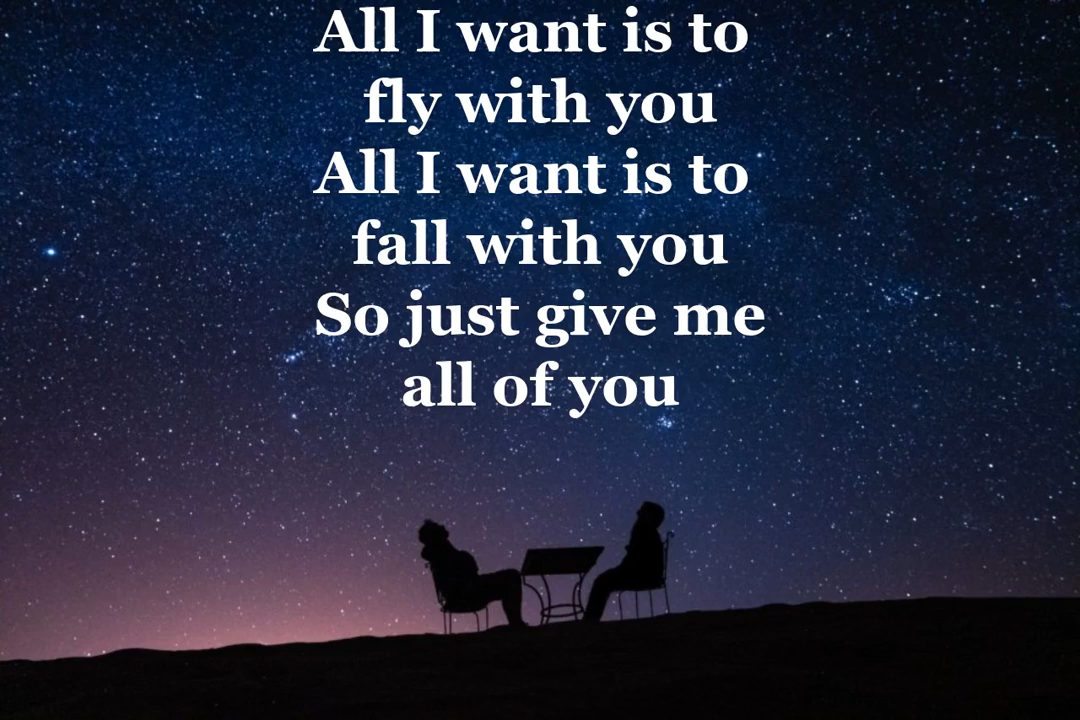 All I want is to
fly with you
All I want is to
fall with you
So just give me
all of you